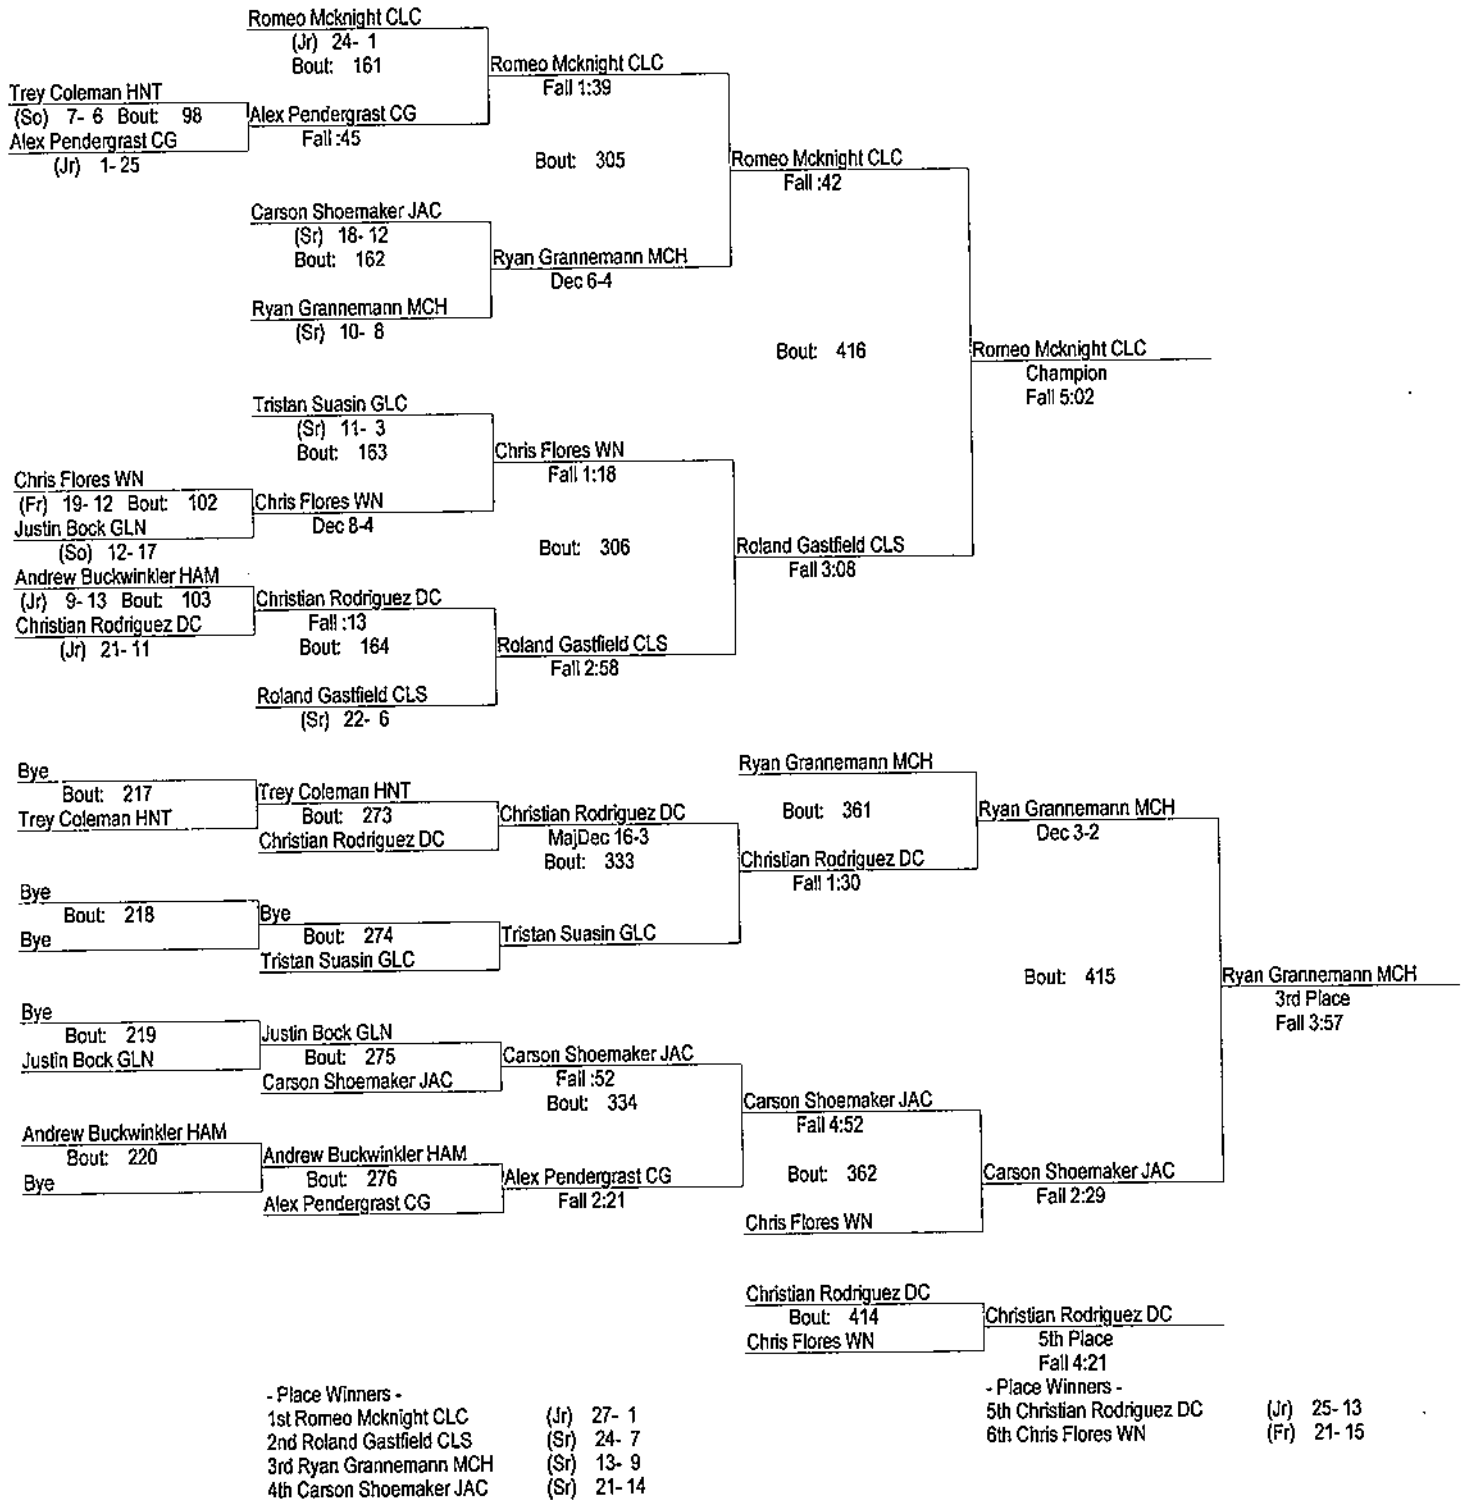 Romeo Mcknight CLC
(Jr) 24- 1
Bout: 161
Romeo Mcknight CLC
Fall 1:39
Trey Coleman HNT
(So) 7- 6 Bout: 98
Alex Pendergrast CG
Fall :45
Alex Pendergrast CG
(Jr) 1- 25
Bout: 305
Romeo Mcknight CLC
Fall :42
Carson Shoemaker JAC
(Sr) 18- 12
Bout: 162
Ryan Grannemann MCH
Dec 6-4
Ryan Grannemann MCH
(Sr) 10- 8
Bout: 416
Romeo Mcknight CLC
Champion
Fall 5:02
Tristan Suasin GLC
(Sr) 11- 3
Bout: 163
Chris Flores WN
Fall 1:18
Chris Flores WN
(Fr) 19- 12 Bout: 102
Chris Flores WN
Dec 8-4
Justin Bock GLN
(So) 12- 17
Bout: 306
Roland Gastfield CLS
Fall 3:08
Andrew Buckwinkler HAM
(Jr) 9- 13 Bout: 103
Christian Rodriguez DC
Fall :13
Bout: 164
Christian Rodriguez DC
(Jr) 21- 11
Roland Gastfield CLS
Fall 2:58
Roland Gastfield CLS
(Sr) 22- 6
Bye
Bout: 217
Trey Coleman HNT
Trey Coleman HNT
Bout: 273
Christian Rodriguez DC
Christian Rodriguez DC
MajDec 16-3
Bout: 333
Ryan Grannemann MCH
Bout: 361
Christian Rodriguez DC
Fall 1:30
Ryan Grannemann MCH
Dec 3-2
Bye
Bout: 218
Bye
Bye
Bout: 274
Tristan Suasin GLC
Tristan Suasin GLC
Bout: 415
Ryan Grannemann MCH
3rd Place
Fall 3:57
Bye
Bout: 219
Justin Bock GLN
Justin Bock GLN
Bout: 275
Carson Shoemaker JAC
Carson Shoemaker JAC
Fall :52
Bout: 334
Carson Shoemaker JAC
Fall 4:52
Bout: 362
Chris Flores WN
Carson Shoemaker JAC
Fall 2:29
Andrew Buckwinkler HAM
Bout: 220
Bye
Andrew Buckwinkler HAM
Bout: 276
Alex Pendergrast CG
Alex Pendergrast CG
Fall 2:21
Christian Rodriguez DC
Bout: 414
Chris Flores WN
Christian Rodriguez DC
5th Place
Fall 4:21
- Place Winners -
1st Romeo Mcknight CLC (Jr) 27- 1
2nd Roland Gastfield CLS (Sr) 24- 7
3rd Ryan Grannemann MCH (Sr) 13- 9
4th Carson Shoemaker JAC (Sr) 21- 14
- Place Winners -
5th Christian Rodriguez DC (Jr) 25- 13
6th Chris Flores WN (Fr) 21- 15